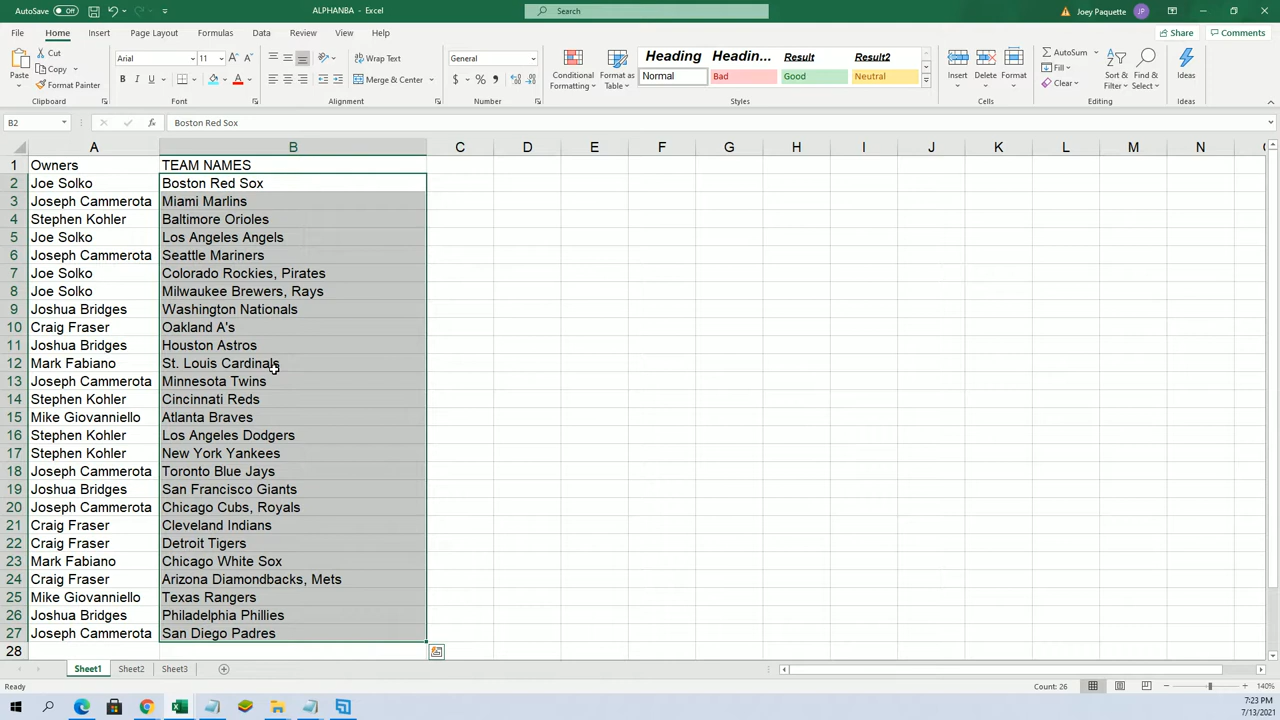 AutoSave Off ALPHANBA - Excel Search Joey Paquette JP
File Home Insert Page Layout Formulas Data Review View Help Share Comments
Paste Cut Copy Format Painter Clipboard
Arial 11 A A B I U A Font
ab Wrap Text Merge & Center Alignment
General $ % , Number
Conditional Formatting Format as Table
Heading Headin... Result Result2
Normal Bad Good Neutral Styles
Insert Delete Format Cells
AutoSum Fill Clear Sort & Filter Find & Select Editing
Ideas Ideas
B2 fx Boston Red Sox
A B C D E F G H I J K L M N
1 Owners TEAM NAMES
2 Joe Solko Boston Red Sox
3 Joseph Cammerota Miami Marlins
4 Stephen Kohler Baltimore Orioles
5 Joe Solko Los Angeles Angels
6 Joseph Cammerota Seattle Mariners
7 Joe Solko Colorado Rockies, Pirates
8 Joe Solko Milwaukee Brewers, Rays
9 Joshua Bridges Washington Nationals
10 Craig Fraser Oakland A's
11 Joshua Bridges Houston Astros
12 Mark Fabiano St. Louis Cardinals
13 Joseph Cammerota Minnesota Twins
14 Stephen Kohler Cincinnati Reds
15 Mike Giovanniello Atlanta Braves
16 Stephen Kohler Los Angeles Dodgers
17 Stephen Kohler New York Yankees
18 Joseph Cammerota Toronto Blue Jays
19 Joshua Bridges San Francisco Giants
20 Joseph Cammerota Chicago Cubs, Royals
21 Craig Fraser Cleveland Indians
22 Craig Fraser Detroit Tigers
23 Mark Fabiano Chicago White Sox
24 Craig Fraser Arizona Diamondbacks, Mets
25 Mike Giovanniello Texas Rangers
26 Joshua Bridges Philadelphia Phillies
27 Joseph Cammerota San Diego Padres
28
Sheet1 Sheet2 Sheet3
Ready Count: 26 140%
7:23 PM
7/13/2021